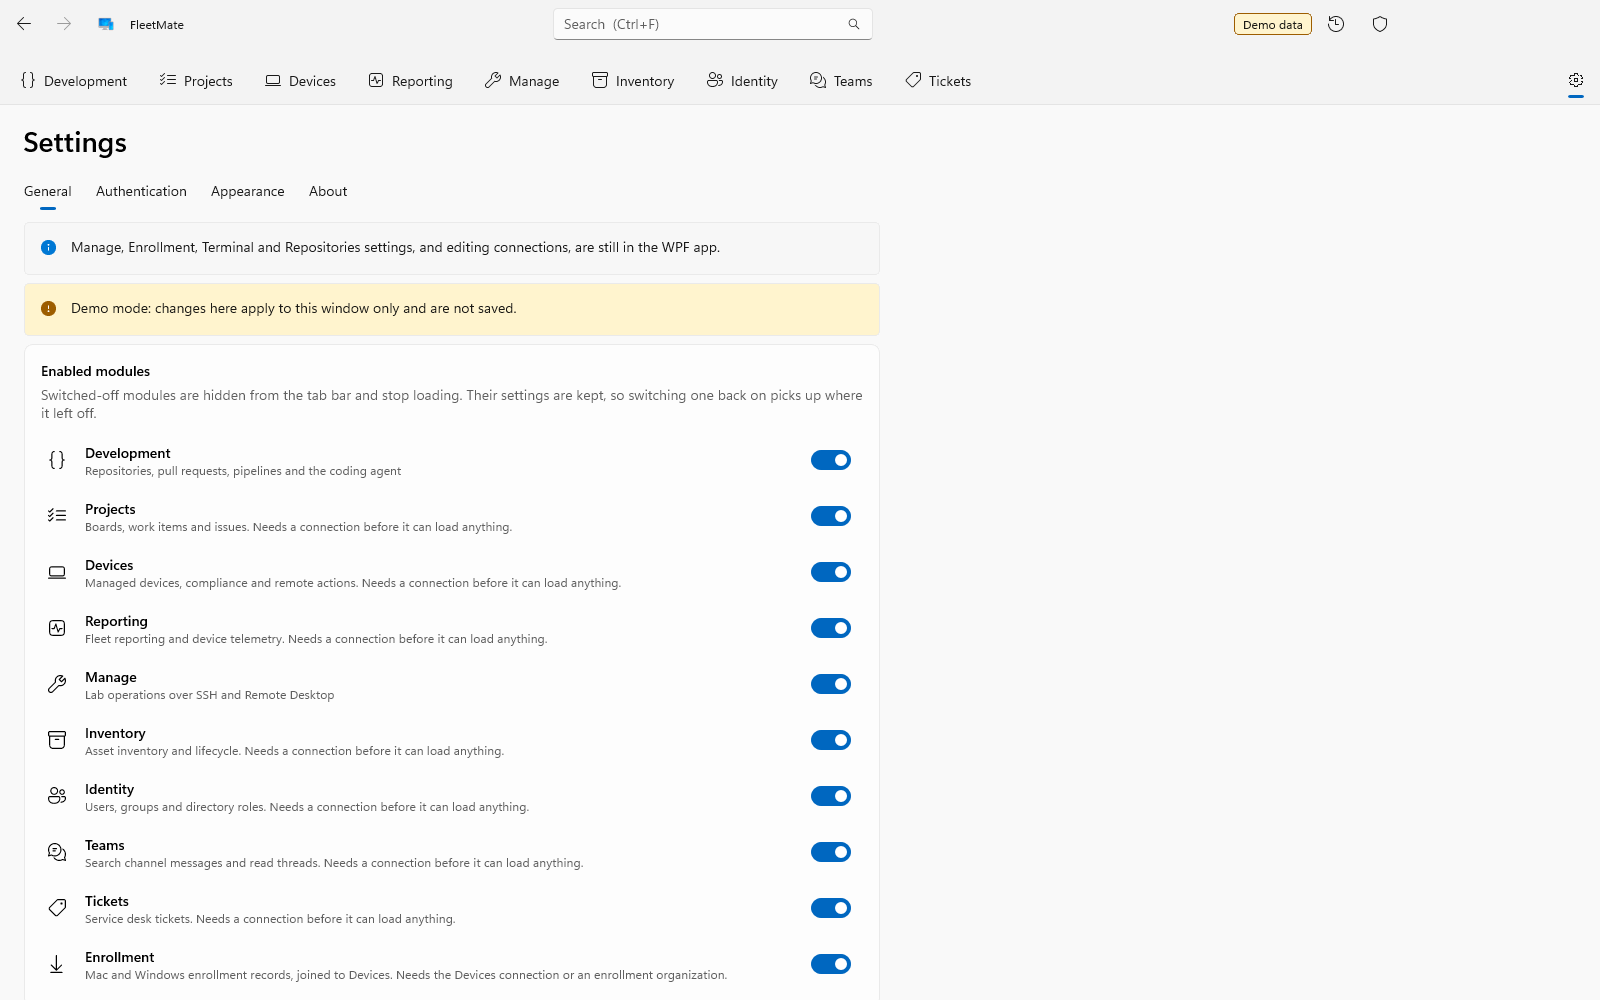 FleetMate
Search (Ctrl+F)
Demo data
Development
Projects
Devices
Reporting
Manage
Inventory
Identity
Teams
Tickets
Settings
General
Authentication
Appearance
About
Manage, Enrollment, Terminal and Repositories settings, and editing connections, are still in the WPF app.
Demo mode: changes here apply to this window only and are not saved.
Enabled modules
Switched-off modules are hidden from the tab bar and stop loading. Their settings are kept, so switching one back on picks up where
it left off.
Development
Repositories, pull requests, pipelines and the coding agent
Projects
Boards, work items and issues. Needs a connection before it can load anything.
Devices
Managed devices, compliance and remote actions. Needs a connection before it can load anything.
Reporting
Fleet reporting and device telemetry. Needs a connection before it can load anything.
Manage
Lab operations over SSH and Remote Desktop
Inventory
Asset inventory and lifecycle. Needs a connection before it can load anything.
Identity
Users, groups and directory roles. Needs a connection before it can load anything.
Teams
Search channel messages and read threads. Needs a connection before it can load anything.
Tickets
Service desk tickets. Needs a connection before it can load anything.
Enrollment
Mac and Windows enrollment records, joined to Devices. Needs the Devices connection or an enrollment organization.